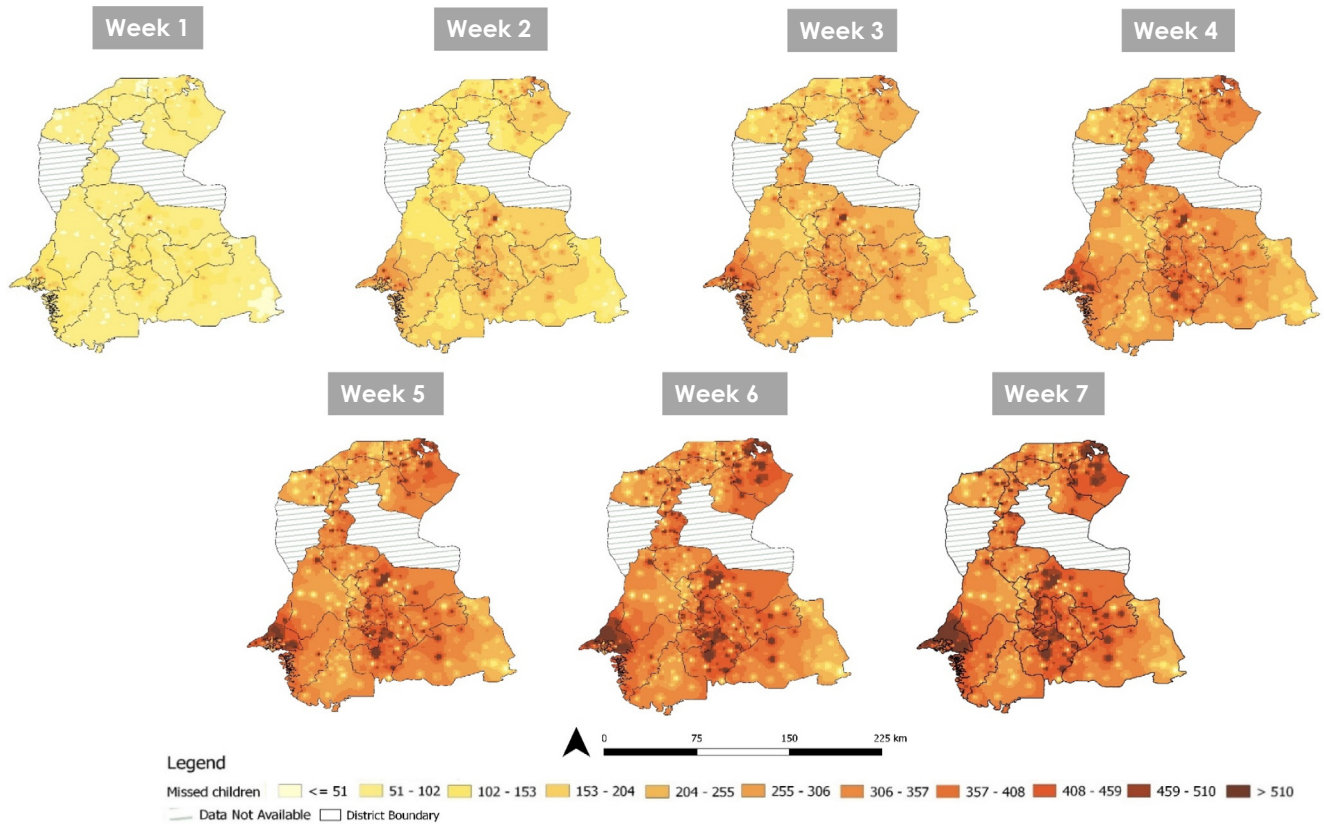 Week 1
Week 2
Week 3
Week 4
Week 5
Week 6
Week 7
0 75 150 225 km
Legend
Missed children <= 51 51 - 102 102 - 153 153 - 204 204 - 255 255 - 306 306 - 357 357 - 408 408 - 459 459 - 510 > 510
Data Not Available District Boundary